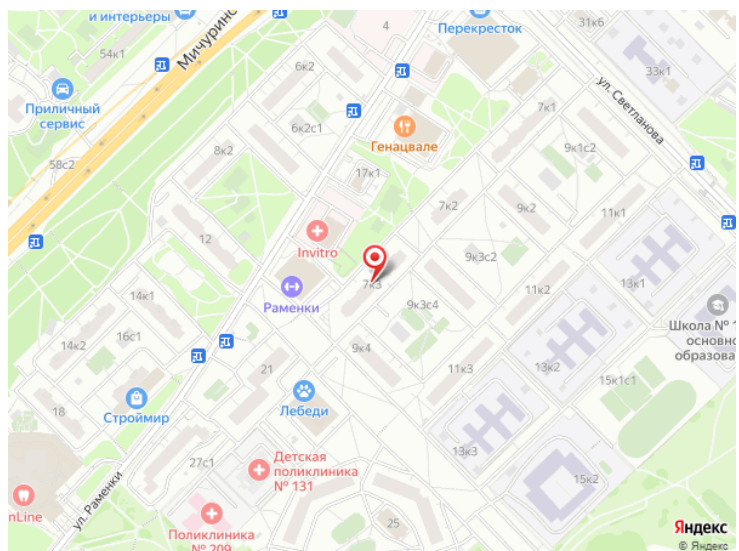 и интерьеры
54к1
Мичуринс
4
Перекресток
31к6
33к1
ул. Светланова
6к2
Приличный
сервис
58с2
8к2
6к2с1
Генацвале
17к1
7к1
9к1с2
7к2
9к2
11к1
12
Invitro
9к3с2
13к1
14к1
Раменки
7к3
9к3с4
11к2
Школа № 1
основно
образова
14к2
16с1
9к4
13к2
21
11к3
15к1с1
Строймир
Лебеди
18
13к3
27с1
Детская
поликлиника
№ 131
15к2
nLine
ул. Раменки
25
Поликлиника
№ 209
Яндекс
© Яндекс